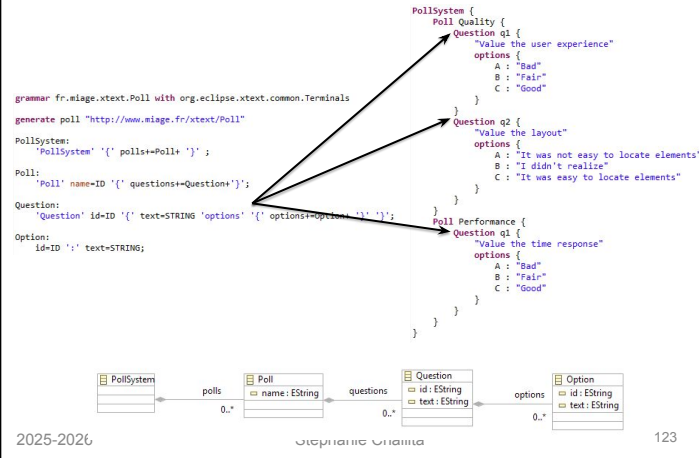 grammar fr.miage.xtext.Poll with org.eclipse.xtext.common.Terminals
generate poll "http://www.miage.fr/xtext/Poll"
PollSystem:
'PollSystem' '{' polls+=Poll+ '}' ;
Poll:
'Poll' name=ID '{' questions+=Question+'}';
Question:
'Question' id=ID '{' text=STRING 'options' '{' options+=Option+ '}' '}';
Option:
id=ID ':' text=STRING;
PollSystem {
Poll Quality {
Question q1 {
"Value the user experience"
options {
A : "Bad"
B : "Fair"
C : "Good"
}
}
Question q2 {
"Value the layout"
options {
A : "It was not easy to locate elements"
B : "I didn't realize"
C : "It was easy to locate elements"
}
}
}
Poll Performance {
Question q1 {
"Value the time response"
options {
A : "Bad"
B : "Fair"
C : "Good"
}
}
}
}
PollSystem
polls
0..*
Poll
name : EString
questions
0..*
Question
id : EString
text : EString
options
0..*
Option
id : EString
text : EString
2025-2026
Stephanie Challita
123